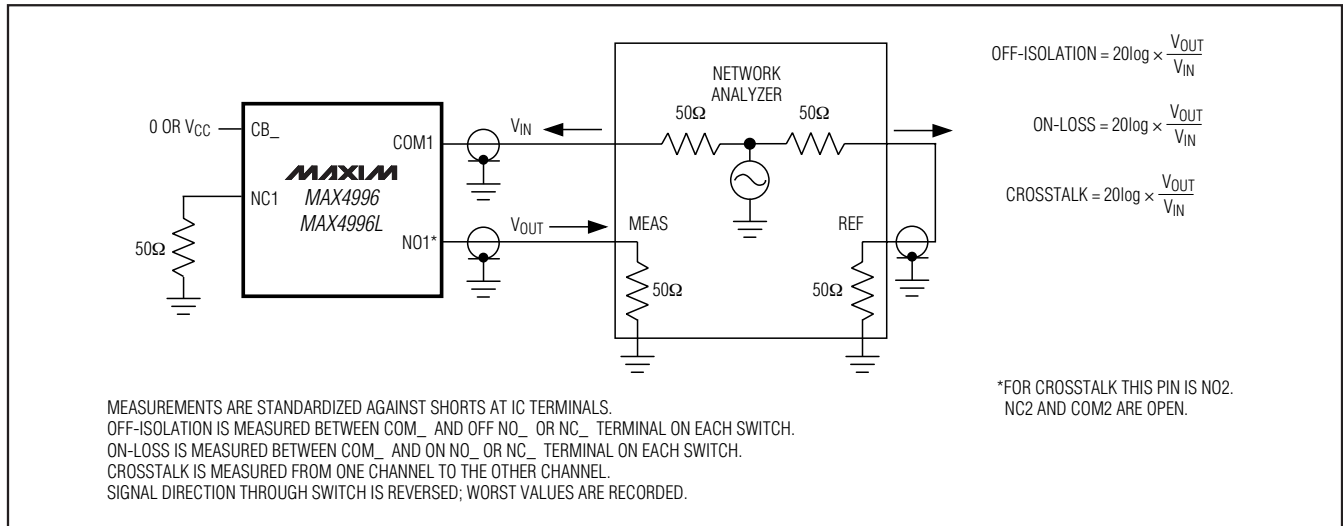 OFF-ISOLATION = 20log × VOUT/VIN
NETWORK
ANALYZER
50Ω 50Ω
0 OR VCC
CB_
COM1
VIN
ON-LOSS = 20log × VOUT/VIN
MAXIM
MAX4996
MAX4996L
NC1
CROSSTALK = 20log × VOUT/VIN
50Ω
NO1*
VOUT
MEAS
REF
50Ω
50Ω
*FOR CROSSTALK THIS PIN IS NO2.
NC2 AND COM2 ARE OPEN.
MEASUREMENTS ARE STANDARDIZED AGAINST SHORTS AT IC TERMINALS.
OFF-ISOLATION IS MEASURED BETWEEN COM_ AND OFF NO_ OR NC_ TERMINAL ON EACH SWITCH.
ON-LOSS IS MEASURED BETWEEN COM_ AND ON NO_ OR NC_ TERMINAL ON EACH SWITCH.
CROSSTALK IS MEASURED FROM ONE CHANNEL TO THE OTHER CHANNEL.
SIGNAL DIRECTION THROUGH SWITCH IS REVERSED; WORST VALUES ARE RECORDED.